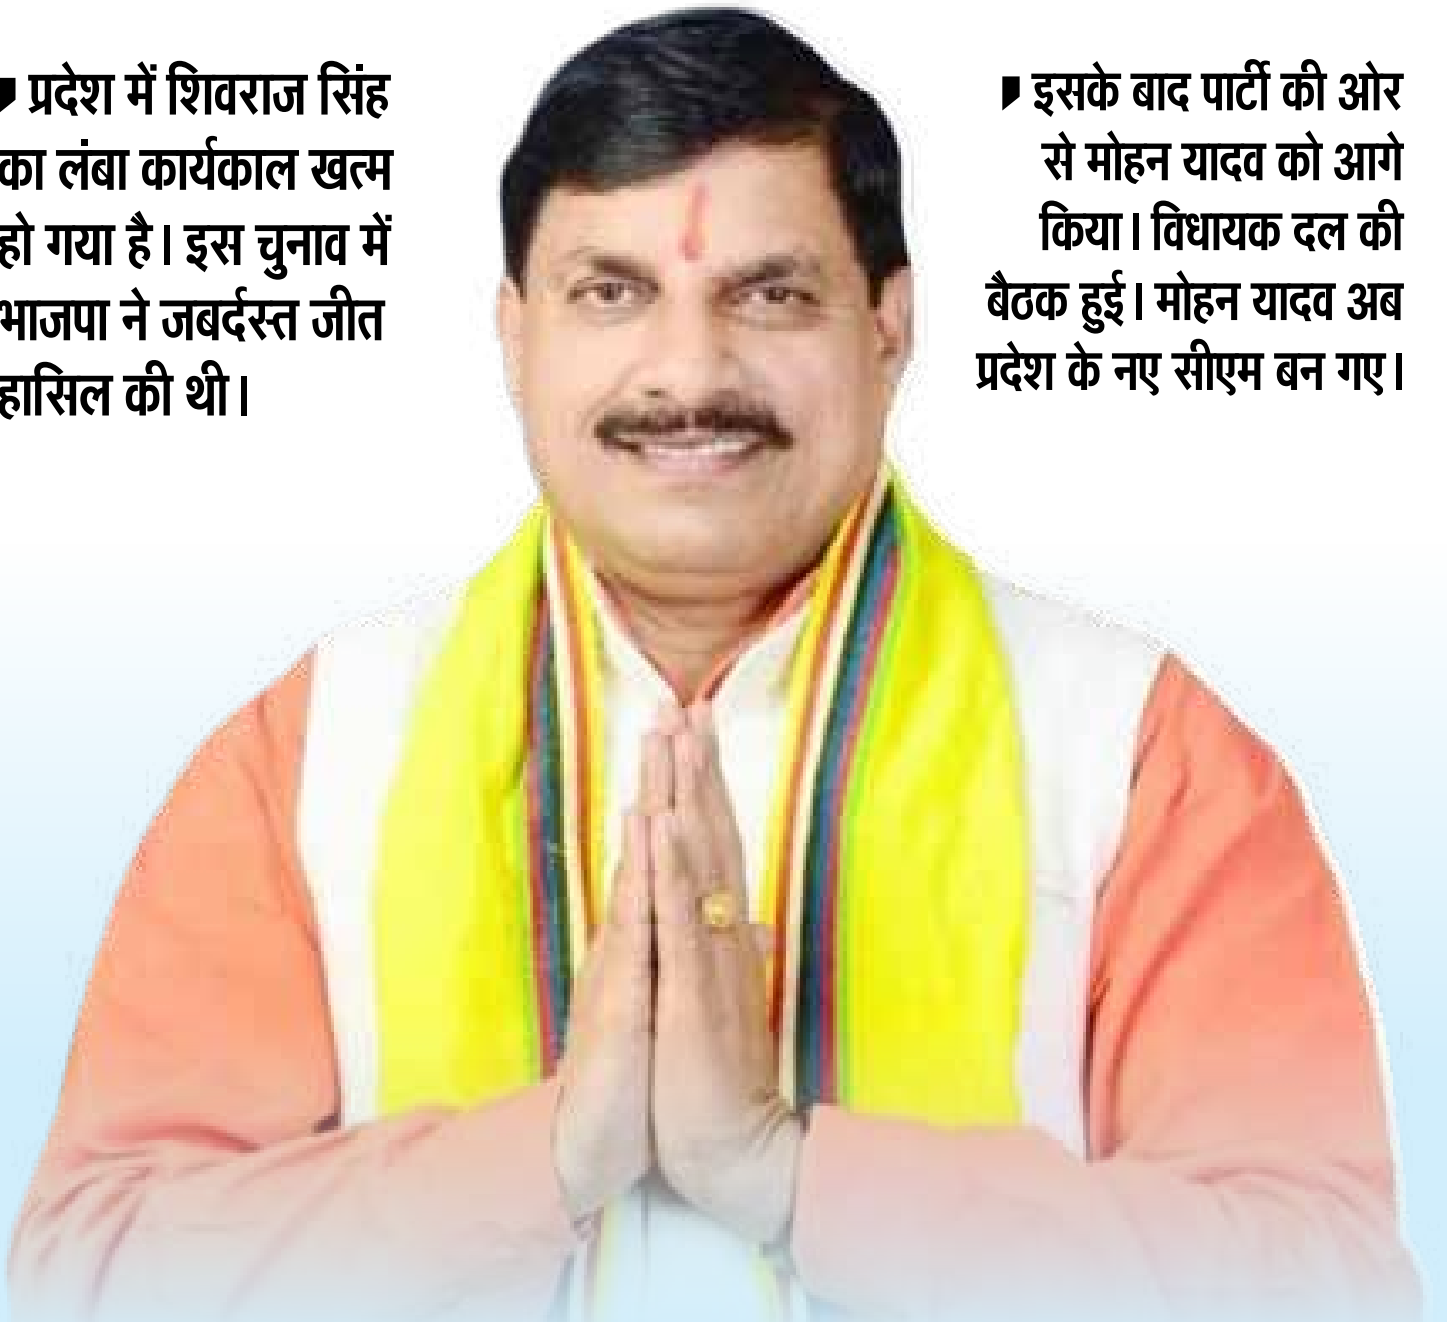 प्रदेश में शिवराज सिंह
का लंबा कार्यकाल खत्म
हो गया है। इस चुनाव में
भाजपा ने जबर्दस्त जीत
हासिल की थी।
इसके बाद पार्टी की ओर
से मोहन यादव को आगे
किया। विधायक दल की
बैठक हुई। मोहन यादव अब
प्रदेश के नए सीएम बन गए।